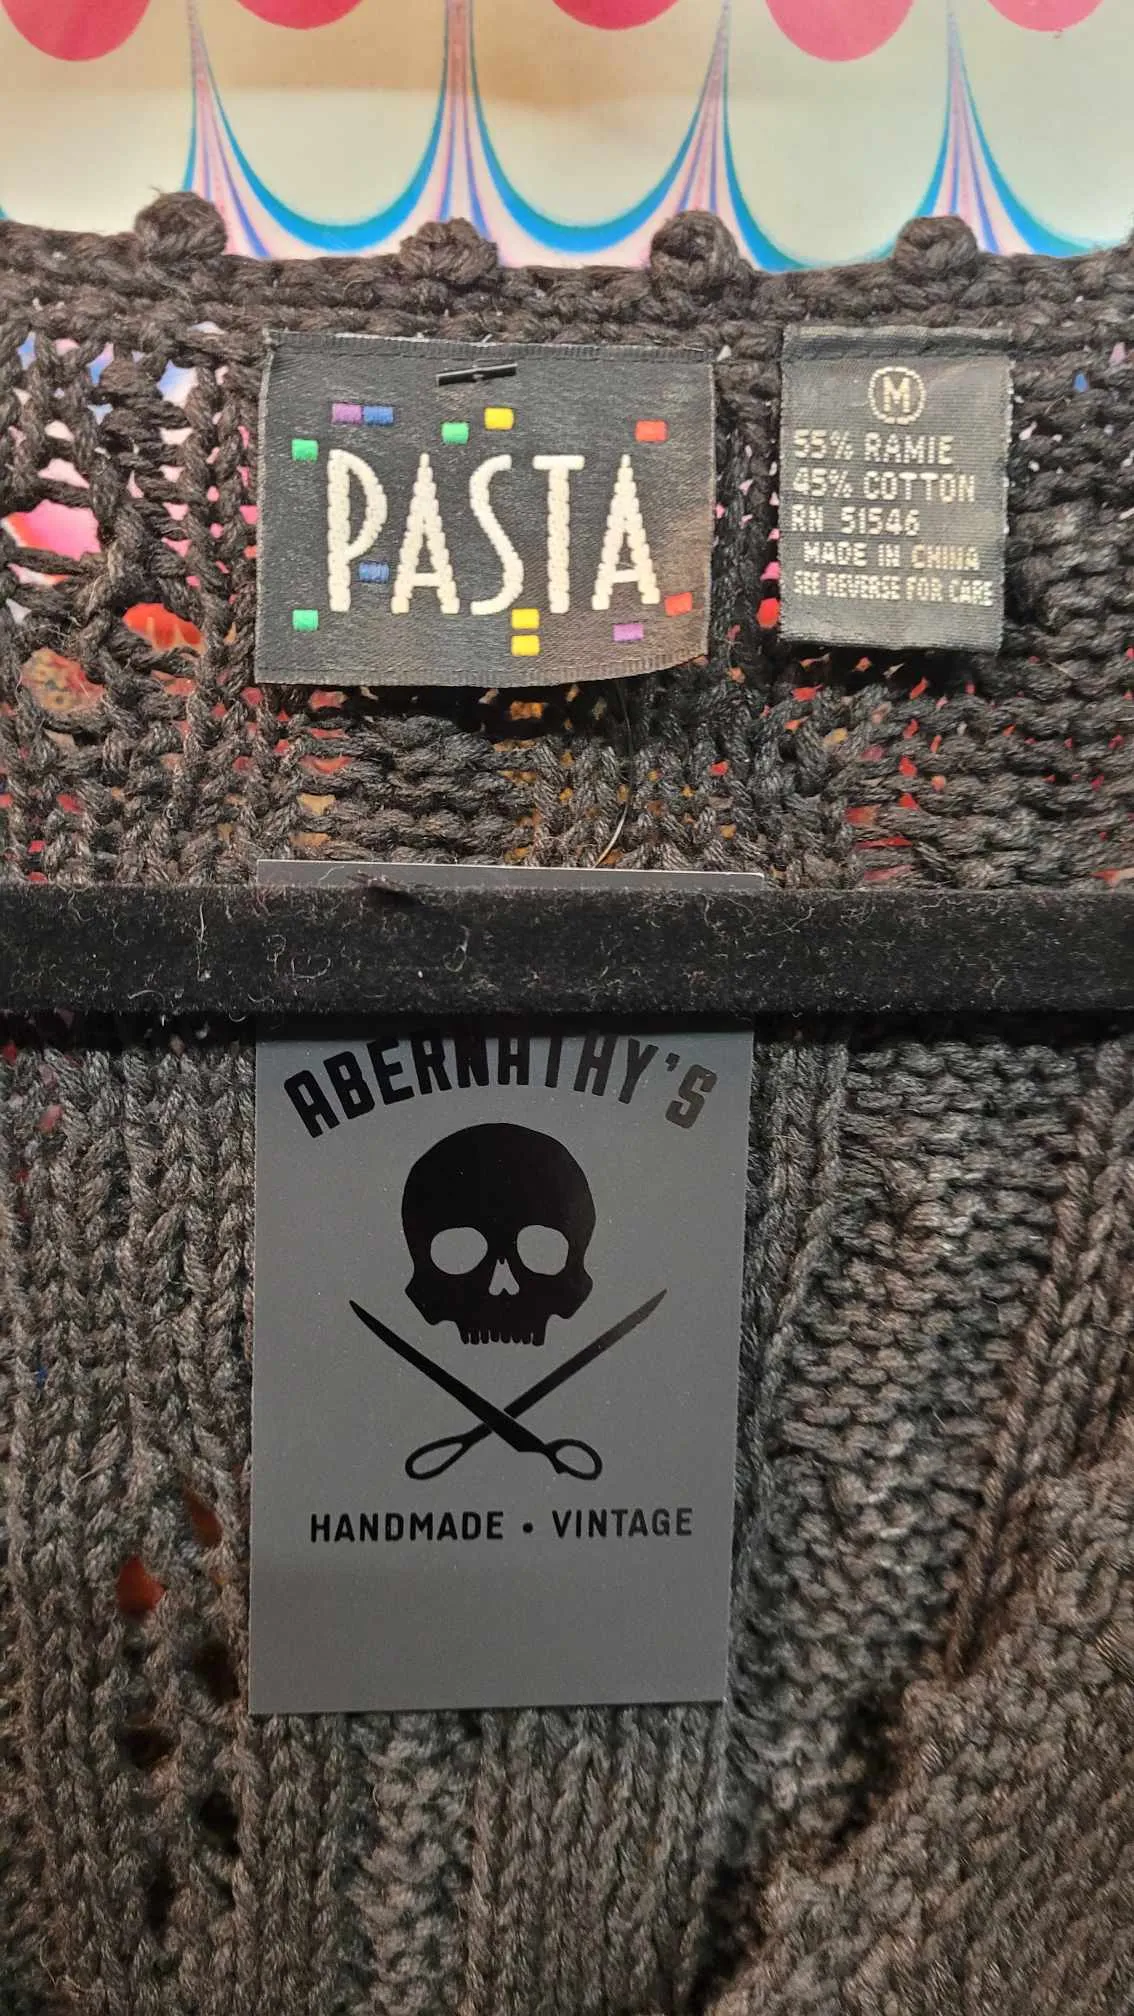 PASTA
M
55% RAMIE
45% COTTON
RN 51546
MADE IN CHINA
SEE REVERSE FOR CARE
ABERNATHY'S
HANDMADE • VINTAGE